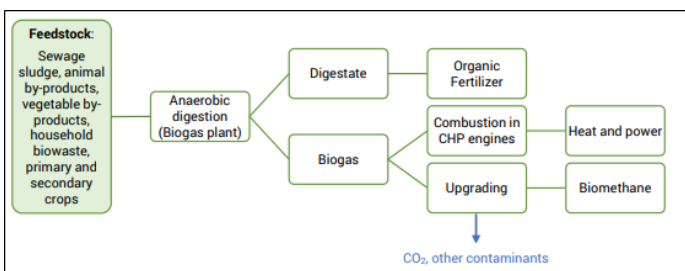 Feedstock:
Sewage
sludge, animal
by-products,
vegetable by-
products,
household
biowaste,
primary and
secondary
crops
Anaerobic
digestion
(Biogas plant)
Digestate
Organic
Fertilizer
Biogas
Combustion in
CHP engines
Heat and power
Upgrading
Biomethane
CO₂, other contaminants